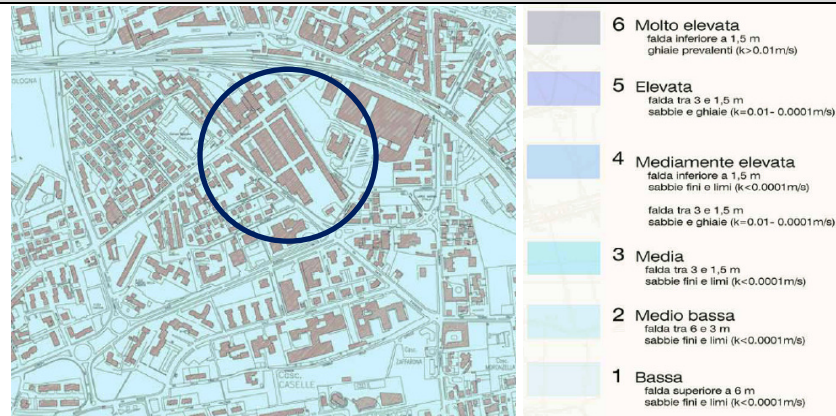 OLOGNA
Casc.
CASELLE
Casc.
6 Molto elevata
falda inferiore a 1,5 m
ghiaie prevalenti (k>0.01m/s)
5 Elevata
falda tra 3 e 1,5 m
sabbie e ghiaie (k=0.01- 0.0001m/s)
4 Mediamente elevata
falda inferiore a 1,5 m
sabbie fini e limi (k<0.0001m/s)
falda tra 3 e 1,5 m
sabbie e ghiaie (k=0.01- 0.0001m/s)
3 Media
falda tra 3 e 1,5 m
sabbie fini e limi (k<0.0001m/s)
2 Medio bassa
falda tra 6 e 3 m
sabbie fini e limi (k<0.0001m/s)
1 Bassa
falda superiore a 6 m
sabbie fini e limi (k<0.0001m/s)